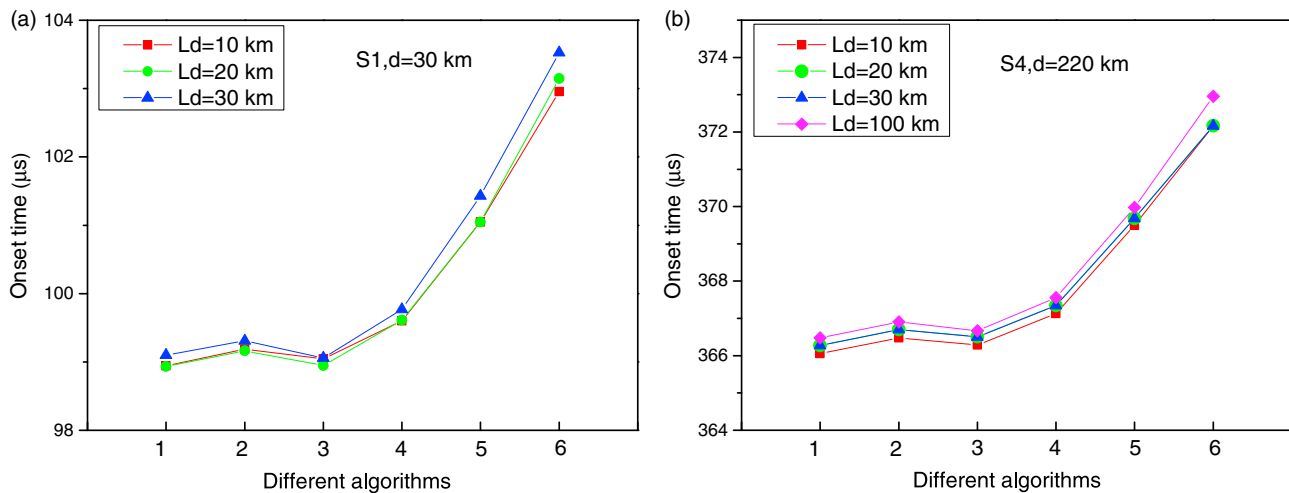 (a)
104
102
100
98
Onset time (µs)
Ld=10 km
Ld=20 km
Ld=30 km
S1,d=30 km
1 2 3 4 5 6
Different algorithms
(b)
374
372
370
368
366
364
Onset time (µs)
Ld=10 km
Ld=20 km
Ld=30 km
Ld=100 km
S4,d=220 km
1 2 3 4 5 6
Different algorithms